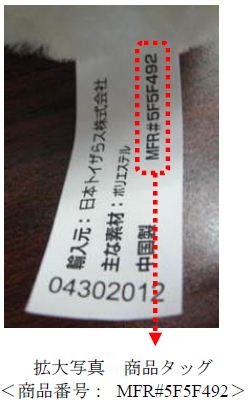 輸入元：日本トイザらス株式会社
主な素材：ポリエステル
中国製　MFR#5F5F492
04302012
拡大写真　商品タッグ
＜商品番号： MFR#5F5F492＞